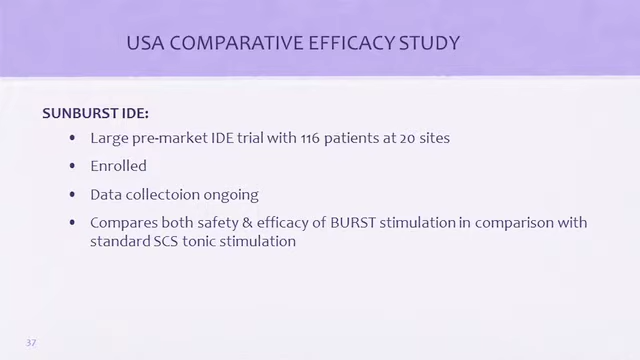 USA COMPARATIVE EFFICACY STUDY
SUNBURST IDE:
• Large pre-market IDE trial with 116 patients at 20 sites
• Enrolled
• Data collectoion ongoing
• Compares both safety & efficacy of BURST stimulation in comparison with
standard SCS tonic stimulation
37